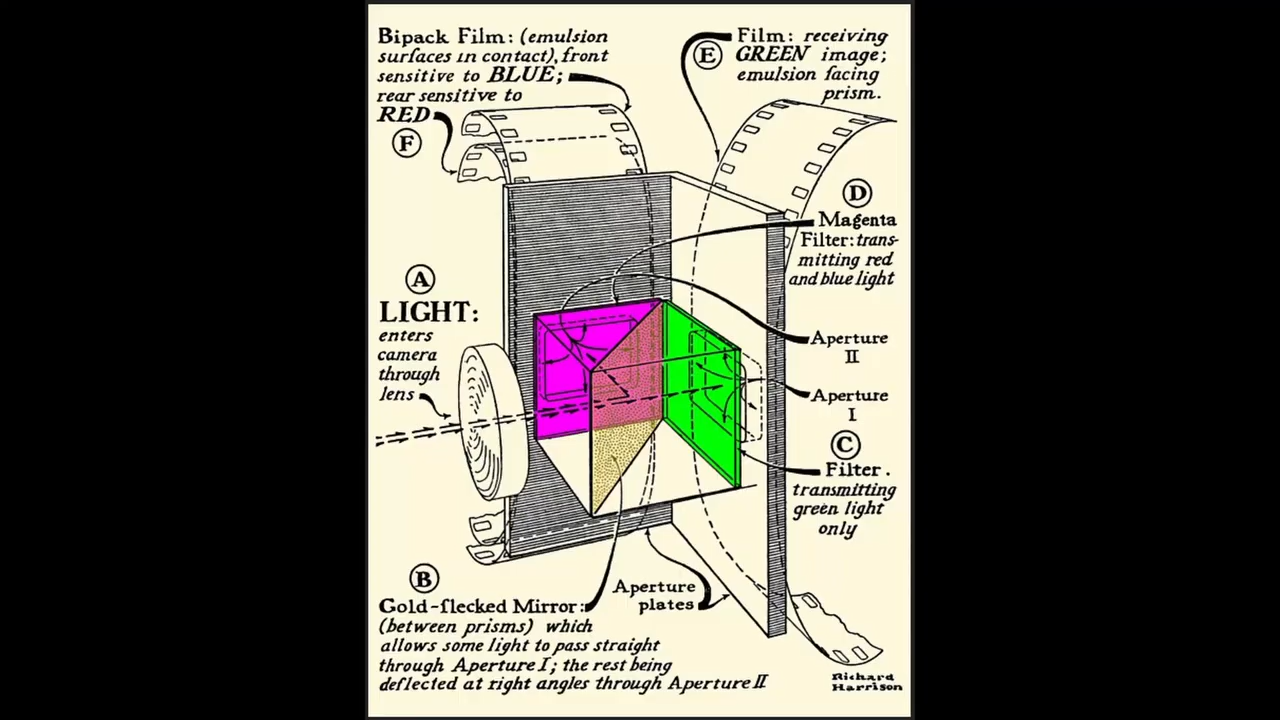 Bipack Film: (emulsion
surfaces in contact), front
sensitive to BLUE;
rear sensitive to
RED
F
E
Film: receiving
GREEN image;
emulsion facing
prism.
D
Magenta
Filter: trans-
mitting red
and blue light
A
LIGHT:
enters
camera
through
lens
Aperture
II
Aperture
I
C
Filter.
transmitting
green light
only
B
Gold-flecked Mirror:
(between prisms) which
allows some light to pass straight
through Aperture I; the rest being
deflected at right angles through Aperture II
Aperture
plates
Richard
Harrison